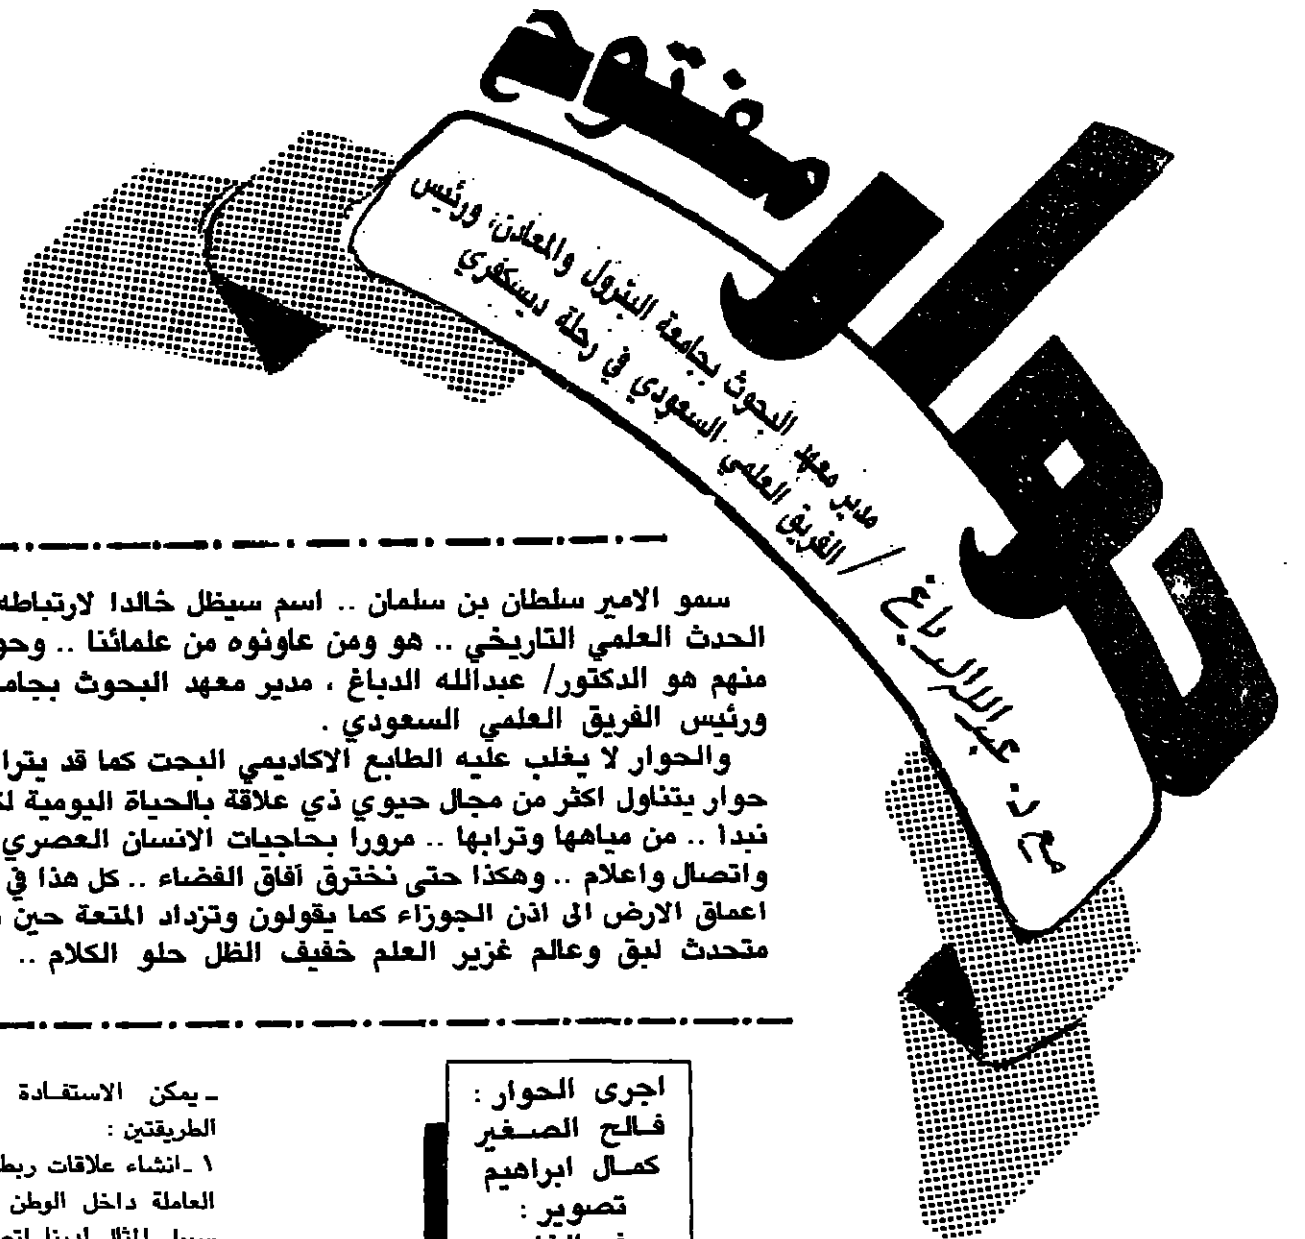 حوار مفتوح
مع د. عبدالله الدباغ / مدير معهد البحوث بجامعة البترول والمعادن، ورئيس
الفريق العلمي السعودي في رحلة ديسكفري
سمو الامير سلطان بن سلمان .. اسم سيظل خالدا لارتباطه
الحدث العلمي التاريخي .. هو ومن عاونوه من علمائنا .. وحو
منهم هو الدكتور/ عبدالله الدباغ ، مدير معهد البحوث بجام
ورئيس الفريق العلمي السعودي .
والحوار لا يغلب عليه الطابع الاكاديمي البحت كما قد يترا
حوار يتناول اكثر من مجال حيوي ذي علاقة بالحياة اليومية لك
نبدا .. من مياهها وترابها .. مرورا بحاجيات الانسان العصري
واتصال واعلام .. وهكذا حتى نخترق آفاق الفضاء .. كل هذا في
اعماق الارض الى اذن الجوزاء كما يقولون وتزداد المتعة حين
متحدث لبق وعالم غزير العلم خفيف الظل حلو الكلام ..
اجرى الحوار :
فالح الصغير
كمال ابراهيم
تصوير :
ـ يمكن الاستفادة
الطريقتين :
١ ـ انشاء علاقات ربط
العاملة داخل الوطن